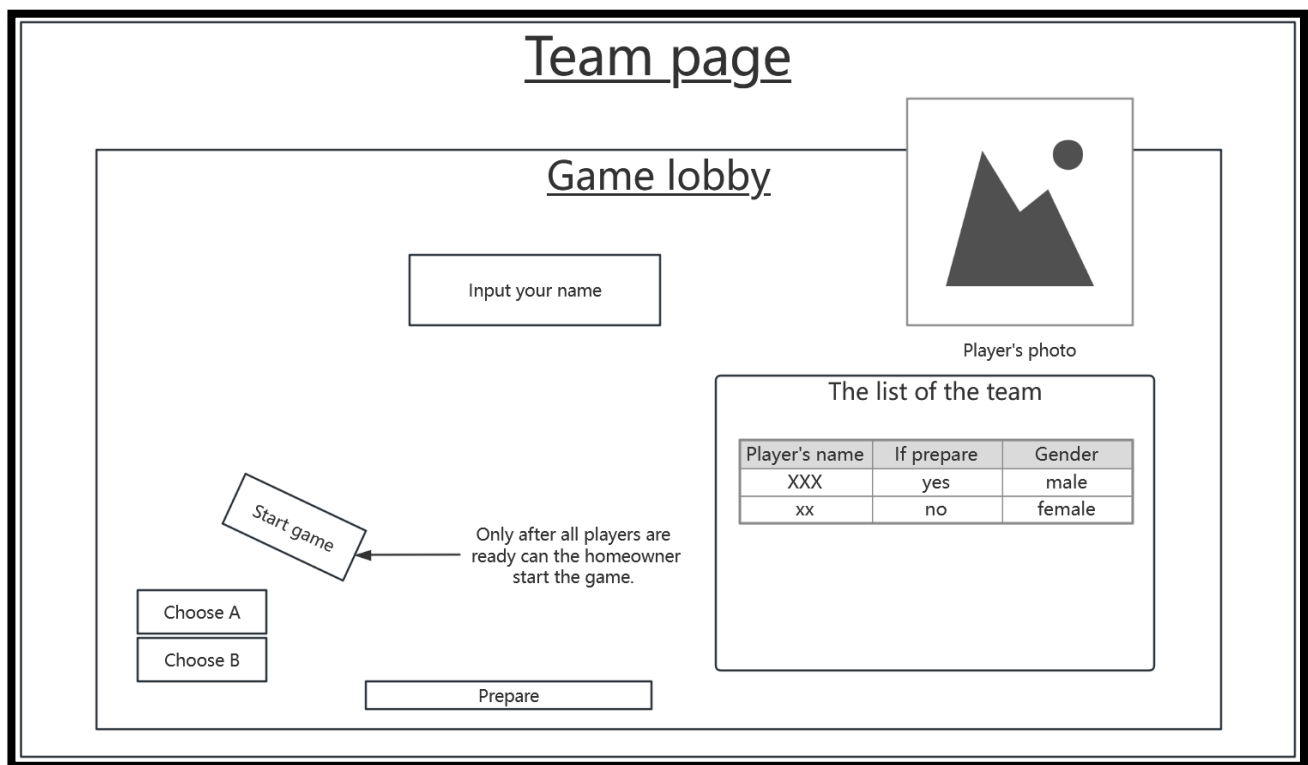 Team page
Game lobby
Input your name
Player's photo
The list of the team
Player's name If prepare Gender
XXX yes male
xx no female
Start game
Only after all players are
ready can the homeowner
start the game.
Choose A
Choose B
Prepare